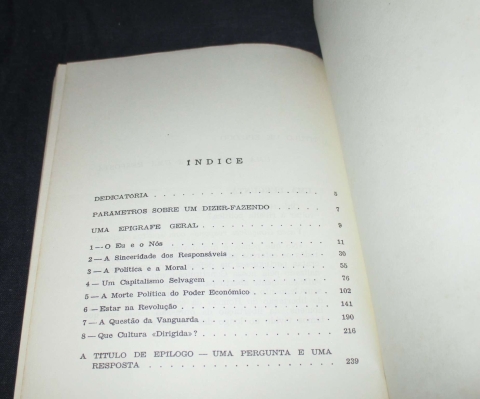 INDICE
DEDICATÓRIA . . . . . . . . . . . . . . . . . 5
PARAMETROS SOBRE UM DIZER-FAZENDO . . . . . 7
UMA EPIGRAFE GERAL . . . . . . . . . . . . 9
1 — O Eu e o Nós . . . . . . . . . . . . . . . 11
2 — A Sinceridade dos Responsáveis . . . . . . . . 36
3 — A Política e a Moral . . . . . . . . . . . . 55
4 — Um Capitalismo Selvagem . . . . . . . . . . 76
5 — A Morte Política do Poder Económico . . . . . . 102
6 — Estar na Revolução . . . . . . . . . . . . 141
7 — A Questão da Vanguarda . . . . . . . . . . 190
8 — Que Cultura «Dirigida»? . . . . . . . . . . 216
A TITULO DE EPILOGO — UMA PERGUNTA E UMA
RESPOSTA . . . . . . . . . . . . . . . . 239